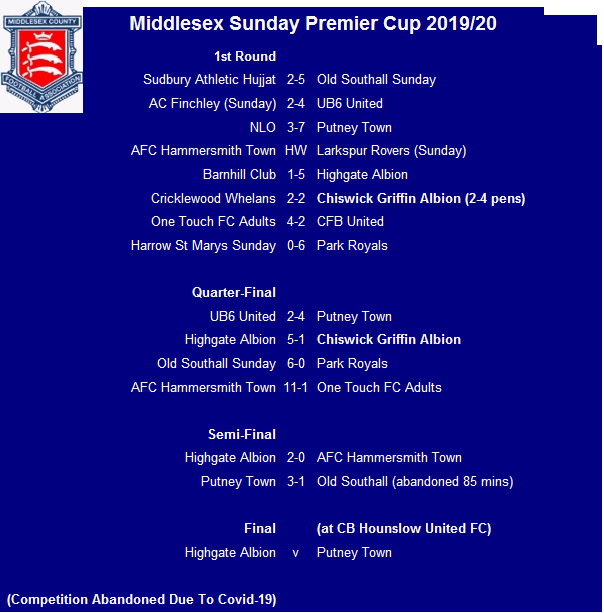 MIDDLESEX COUNTY
FOOTBALL ASSOCIATION
Middlesex Sunday Premier Cup 2019/20
1st Round
Sudbury Athletic Hujjat 2-5 Old Southall Sunday
AC Finchley (Sunday) 2-4 UB6 United
NLO 3-7 Putney Town
AFC Hammersmith Town HW Larkspur Rovers (Sunday)
Barnhill Club 1-5 Highgate Albion
Cricklewood Whelans 2-2 Chiswick Griffin Albion (2-4 pens)
One Touch FC Adults 4-2 CFB United
Harrow St Marys Sunday 0-6 Park Royals
Quarter-Final
UB6 United 2-4 Putney Town
Highgate Albion 5-1 Chiswick Griffin Albion
Old Southall Sunday 6-0 Park Royals
AFC Hammersmith Town 11-1 One Touch FC Adults
Semi-Final
Highgate Albion 2-0 AFC Hammersmith Town
Putney Town 3-1 Old Southall (abandoned 85 mins)
Final (at CB Hounslow United FC)
Highgate Albion v Putney Town
(Competition Abandoned Due To Covid-19)